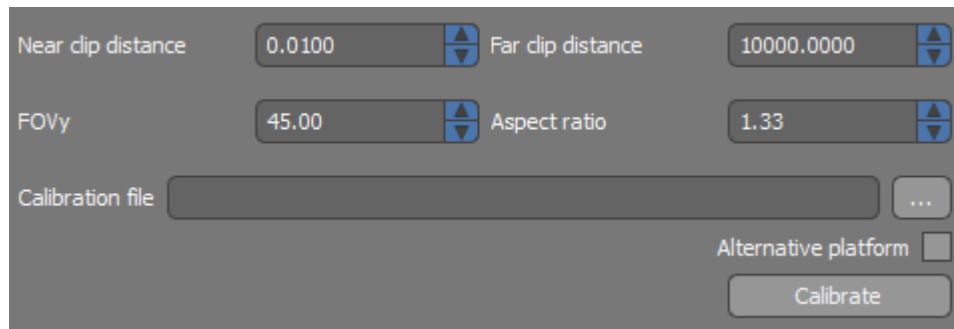 Near clip distance 0.0100 Far clip distance 10000.0000
FOVy 45.00 Aspect ratio 1.33
Calibration file ...
Alternative platform
Calibrate